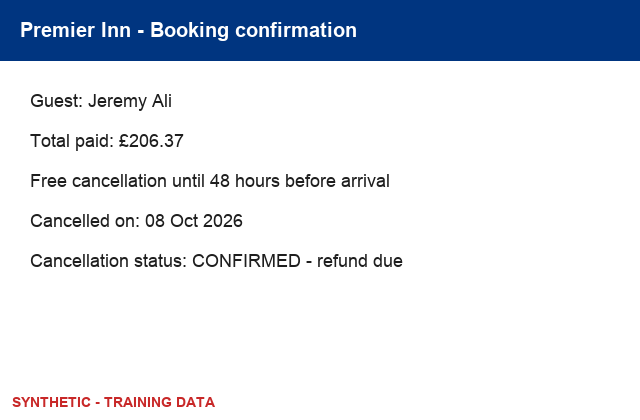 Premier Inn - Booking confirmation
Guest: Jeremy Ali
Total paid: £206.37
Free cancellation until 48 hours before arrival
Cancelled on: 08 Oct 2026
Cancellation status: CONFIRMED - refund due
SYNTHETIC - TRAINING DATA